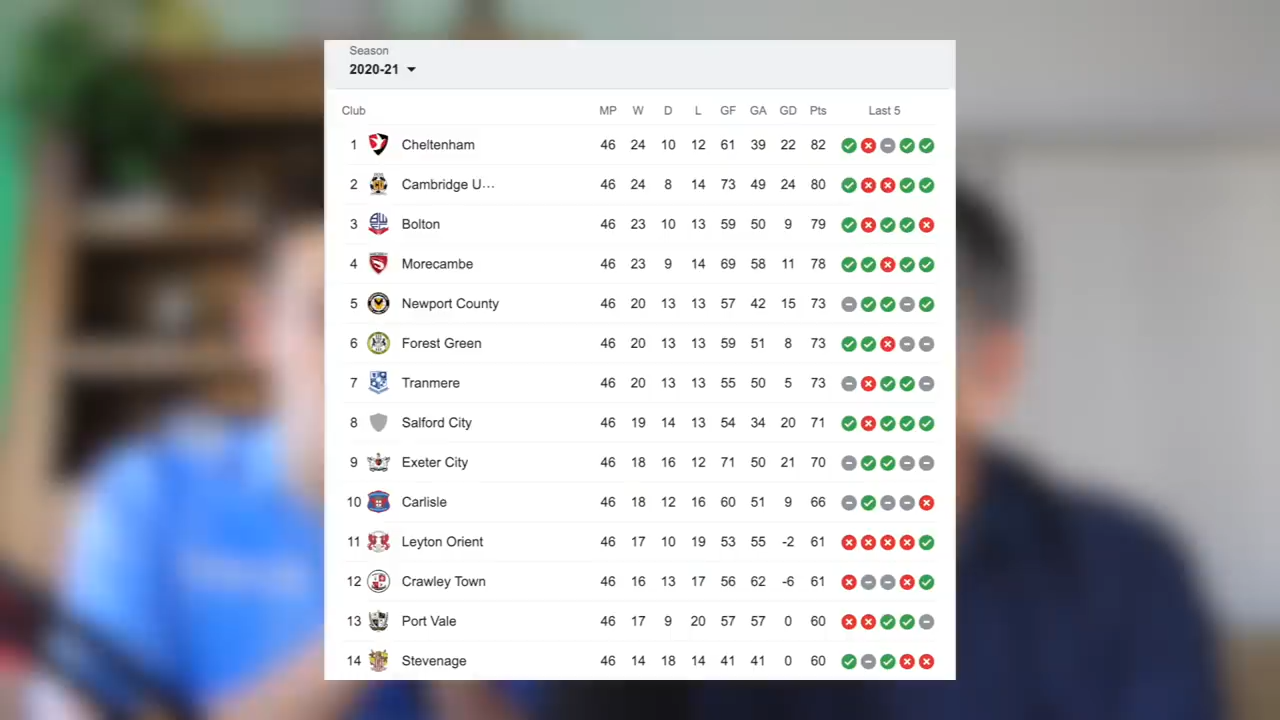 Season
2020-21
Club MP W D L GF GA GD Pts Last 5
1 Cheltenham 46 24 10 12 61 39 22 82
2 Cambridge U... 46 24 8 14 73 49 24 80
3 Bolton 46 23 10 13 59 50 9 79
4 Morecambe 46 23 9 14 69 58 11 78
5 Newport County 46 20 13 13 57 42 15 73
6 Forest Green 46 20 13 13 59 51 8 73
7 Tranmere 46 20 13 13 55 50 5 73
8 Salford City 46 19 14 13 54 34 20 71
9 Exeter City 46 18 16 12 71 50 21 70
10 Carlisle 46 18 12 16 60 51 9 66
11 Leyton Orient 46 17 10 19 53 55 -2 61
12 Crawley Town 46 16 13 17 56 62 -6 61
13 Port Vale 46 17 9 20 57 57 0 60
14 Stevenage 46 14 18 14 41 41 0 60